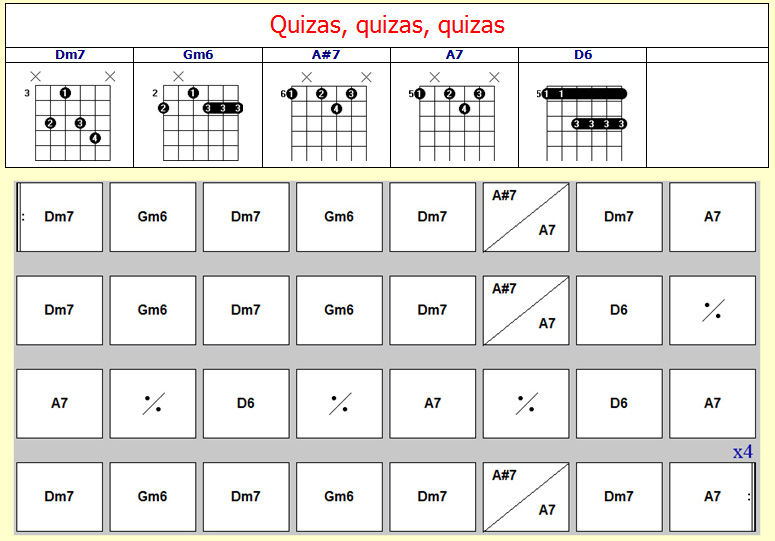 Quizas, quizas, quizas
Dm7 Gm6 A#7 A7 D6
× × × × × × ×
3 1 2 6 1 2 3 5 1 2 3 5 1 1
2 2 3 3 3 1 4 4
2 3 3 3 3 3
4
A#7
: Dm7 Gm6 Dm7 Gm6 Dm7 A7 Dm7 A7
A#7
Dm7 Gm6 Dm7 Gm6 Dm7 A7 D6 ٪
A7 ٪ D6 ٪ A7 ٪ D6 A7
x4
A#7
Dm7 Gm6 Dm7 Gm6 Dm7 A7 Dm7 A7 :